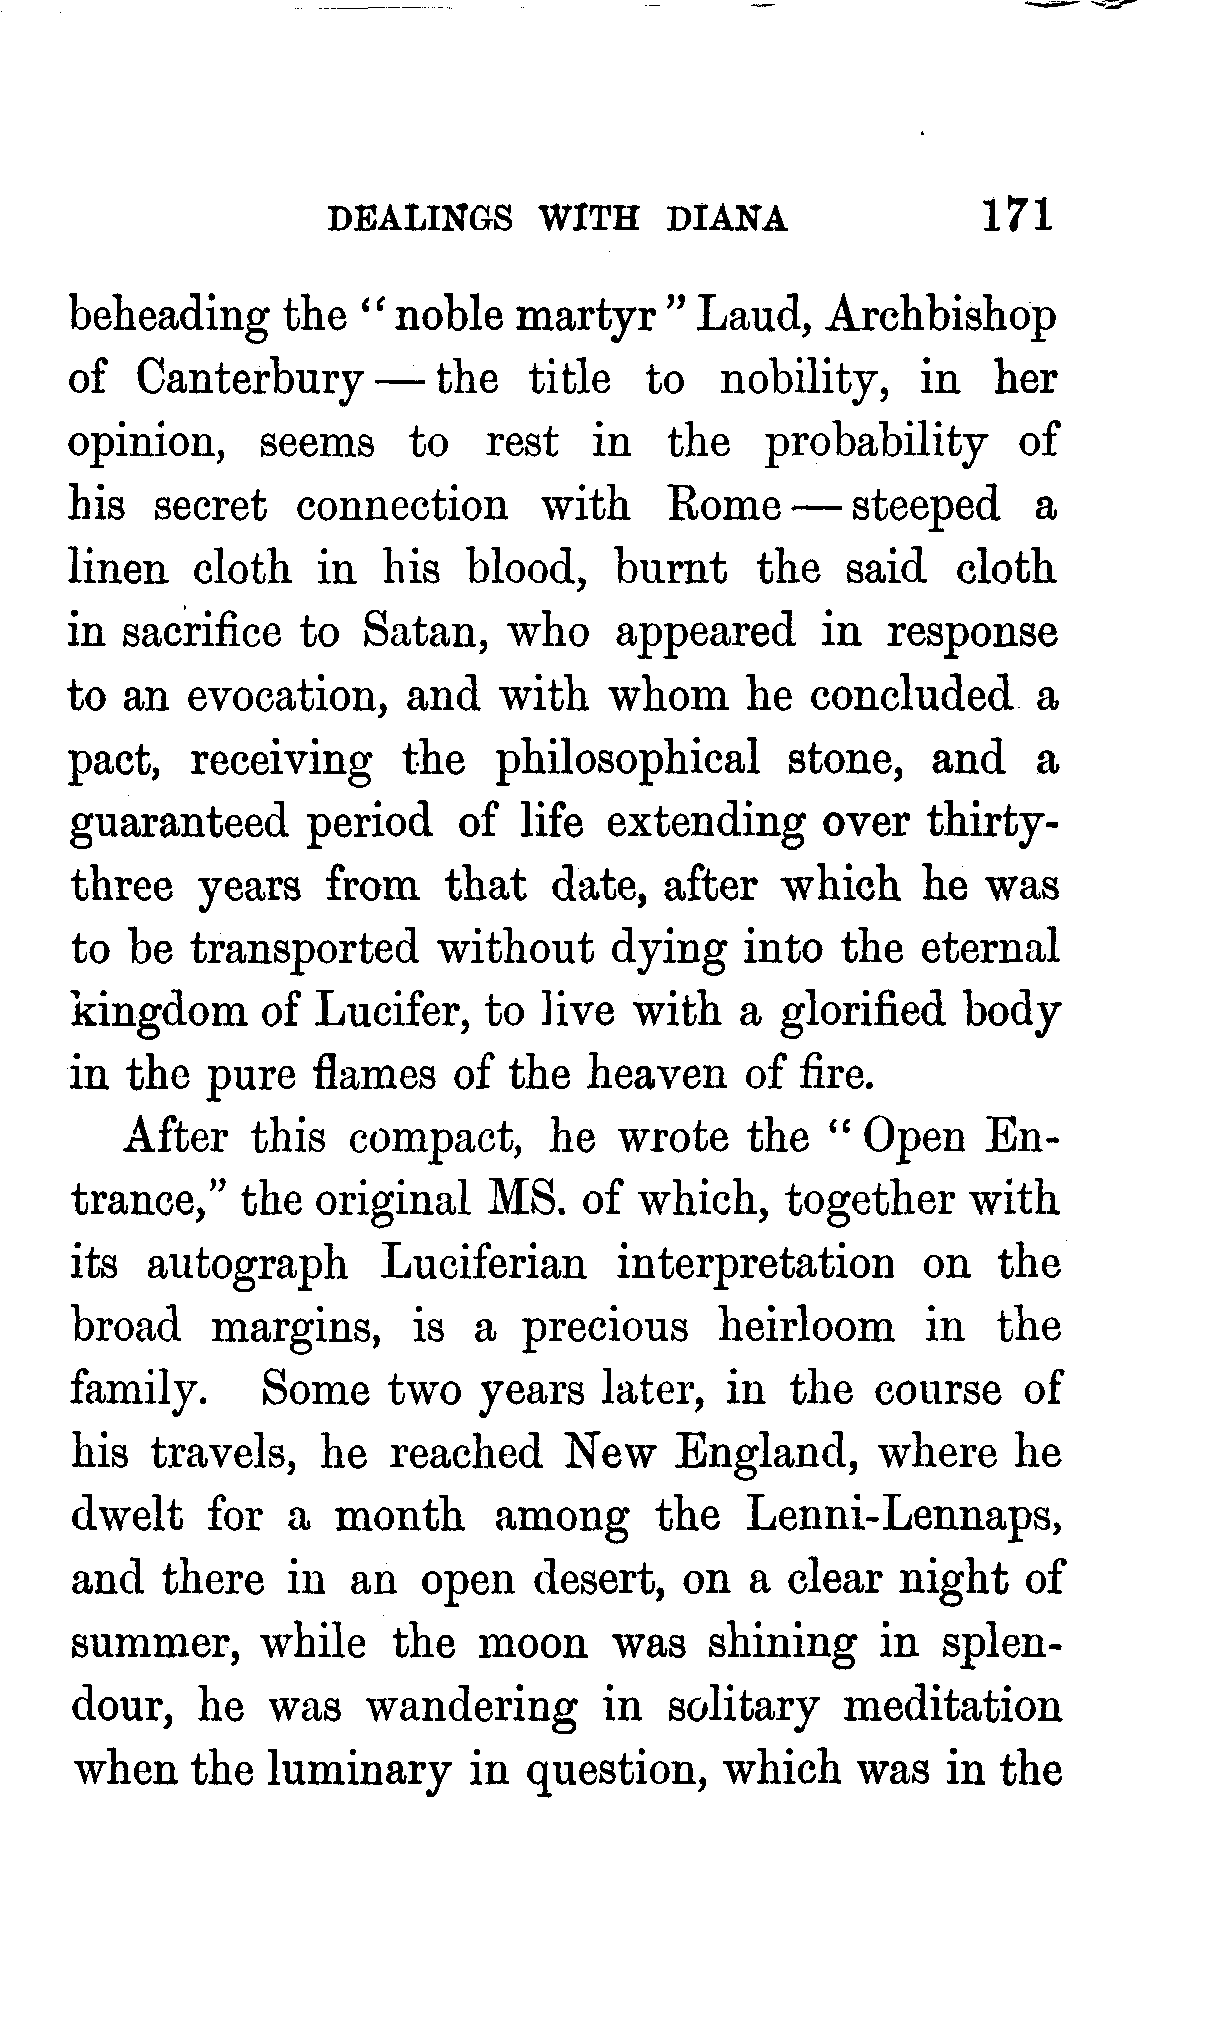 DEALINGS WITH DIANA 171
beheading the "noble martyr" Laud, Archbishop
of Canterbury — the title to nobility, in her
opinion, seems to rest in the probability of
his secret connection with Rome — steeped a
linen cloth in his blood, burnt the said cloth
in sacrifice to Satan, who appeared in response
to an evocation, and with whom he concluded a
pact, receiving the philosophical stone, and a
guaranteed period of life extending over thirty-
three years from that date, after which he was
to be transported without dying into the eternal
kingdom of Lucifer, to live with a glorified body
in the pure flames of the heaven of fire.
After this compact, he wrote the "Open En-
trance," the original MS. of which, together with
its autograph Luciferian interpretation on the
broad margins, is a precious heirloom in the
family. Some two years later, in the course of
his travels, he reached New England, where he
dwelt for a month among the Lenni-Lennaps,
and there in an open desert, on a clear night of
summer, while the moon was shining in splen-
dour, he was wandering in solitary meditation
when the luminary in question, which was in the